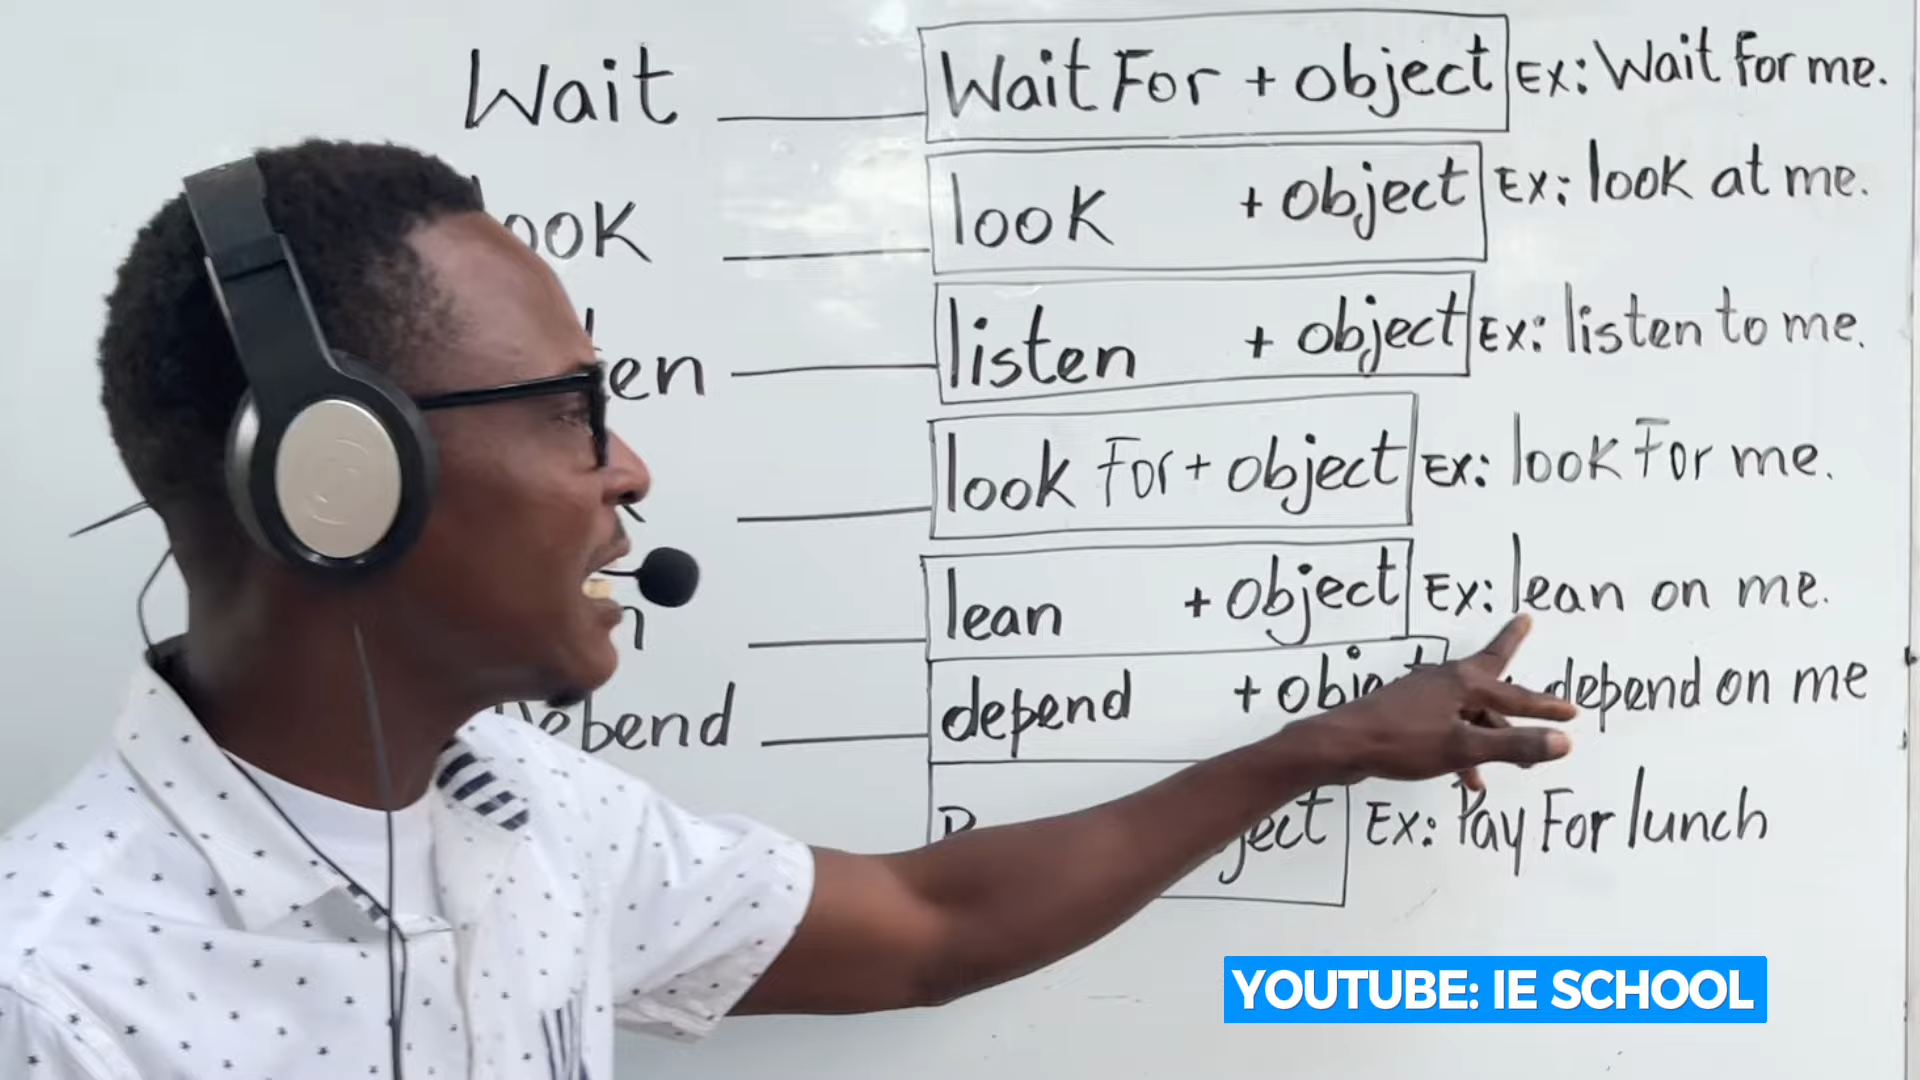 Wait Wait For + object Ex: Wait For me.
look + object Ex: look at me.
listen + object Ex: listen to me.
look For + object Ex: look For me.
lean + object Ex: lean on me.
Debend depend + depend on me
Ex: Pay For lunch
YOUTUBE: IE SCHOOL